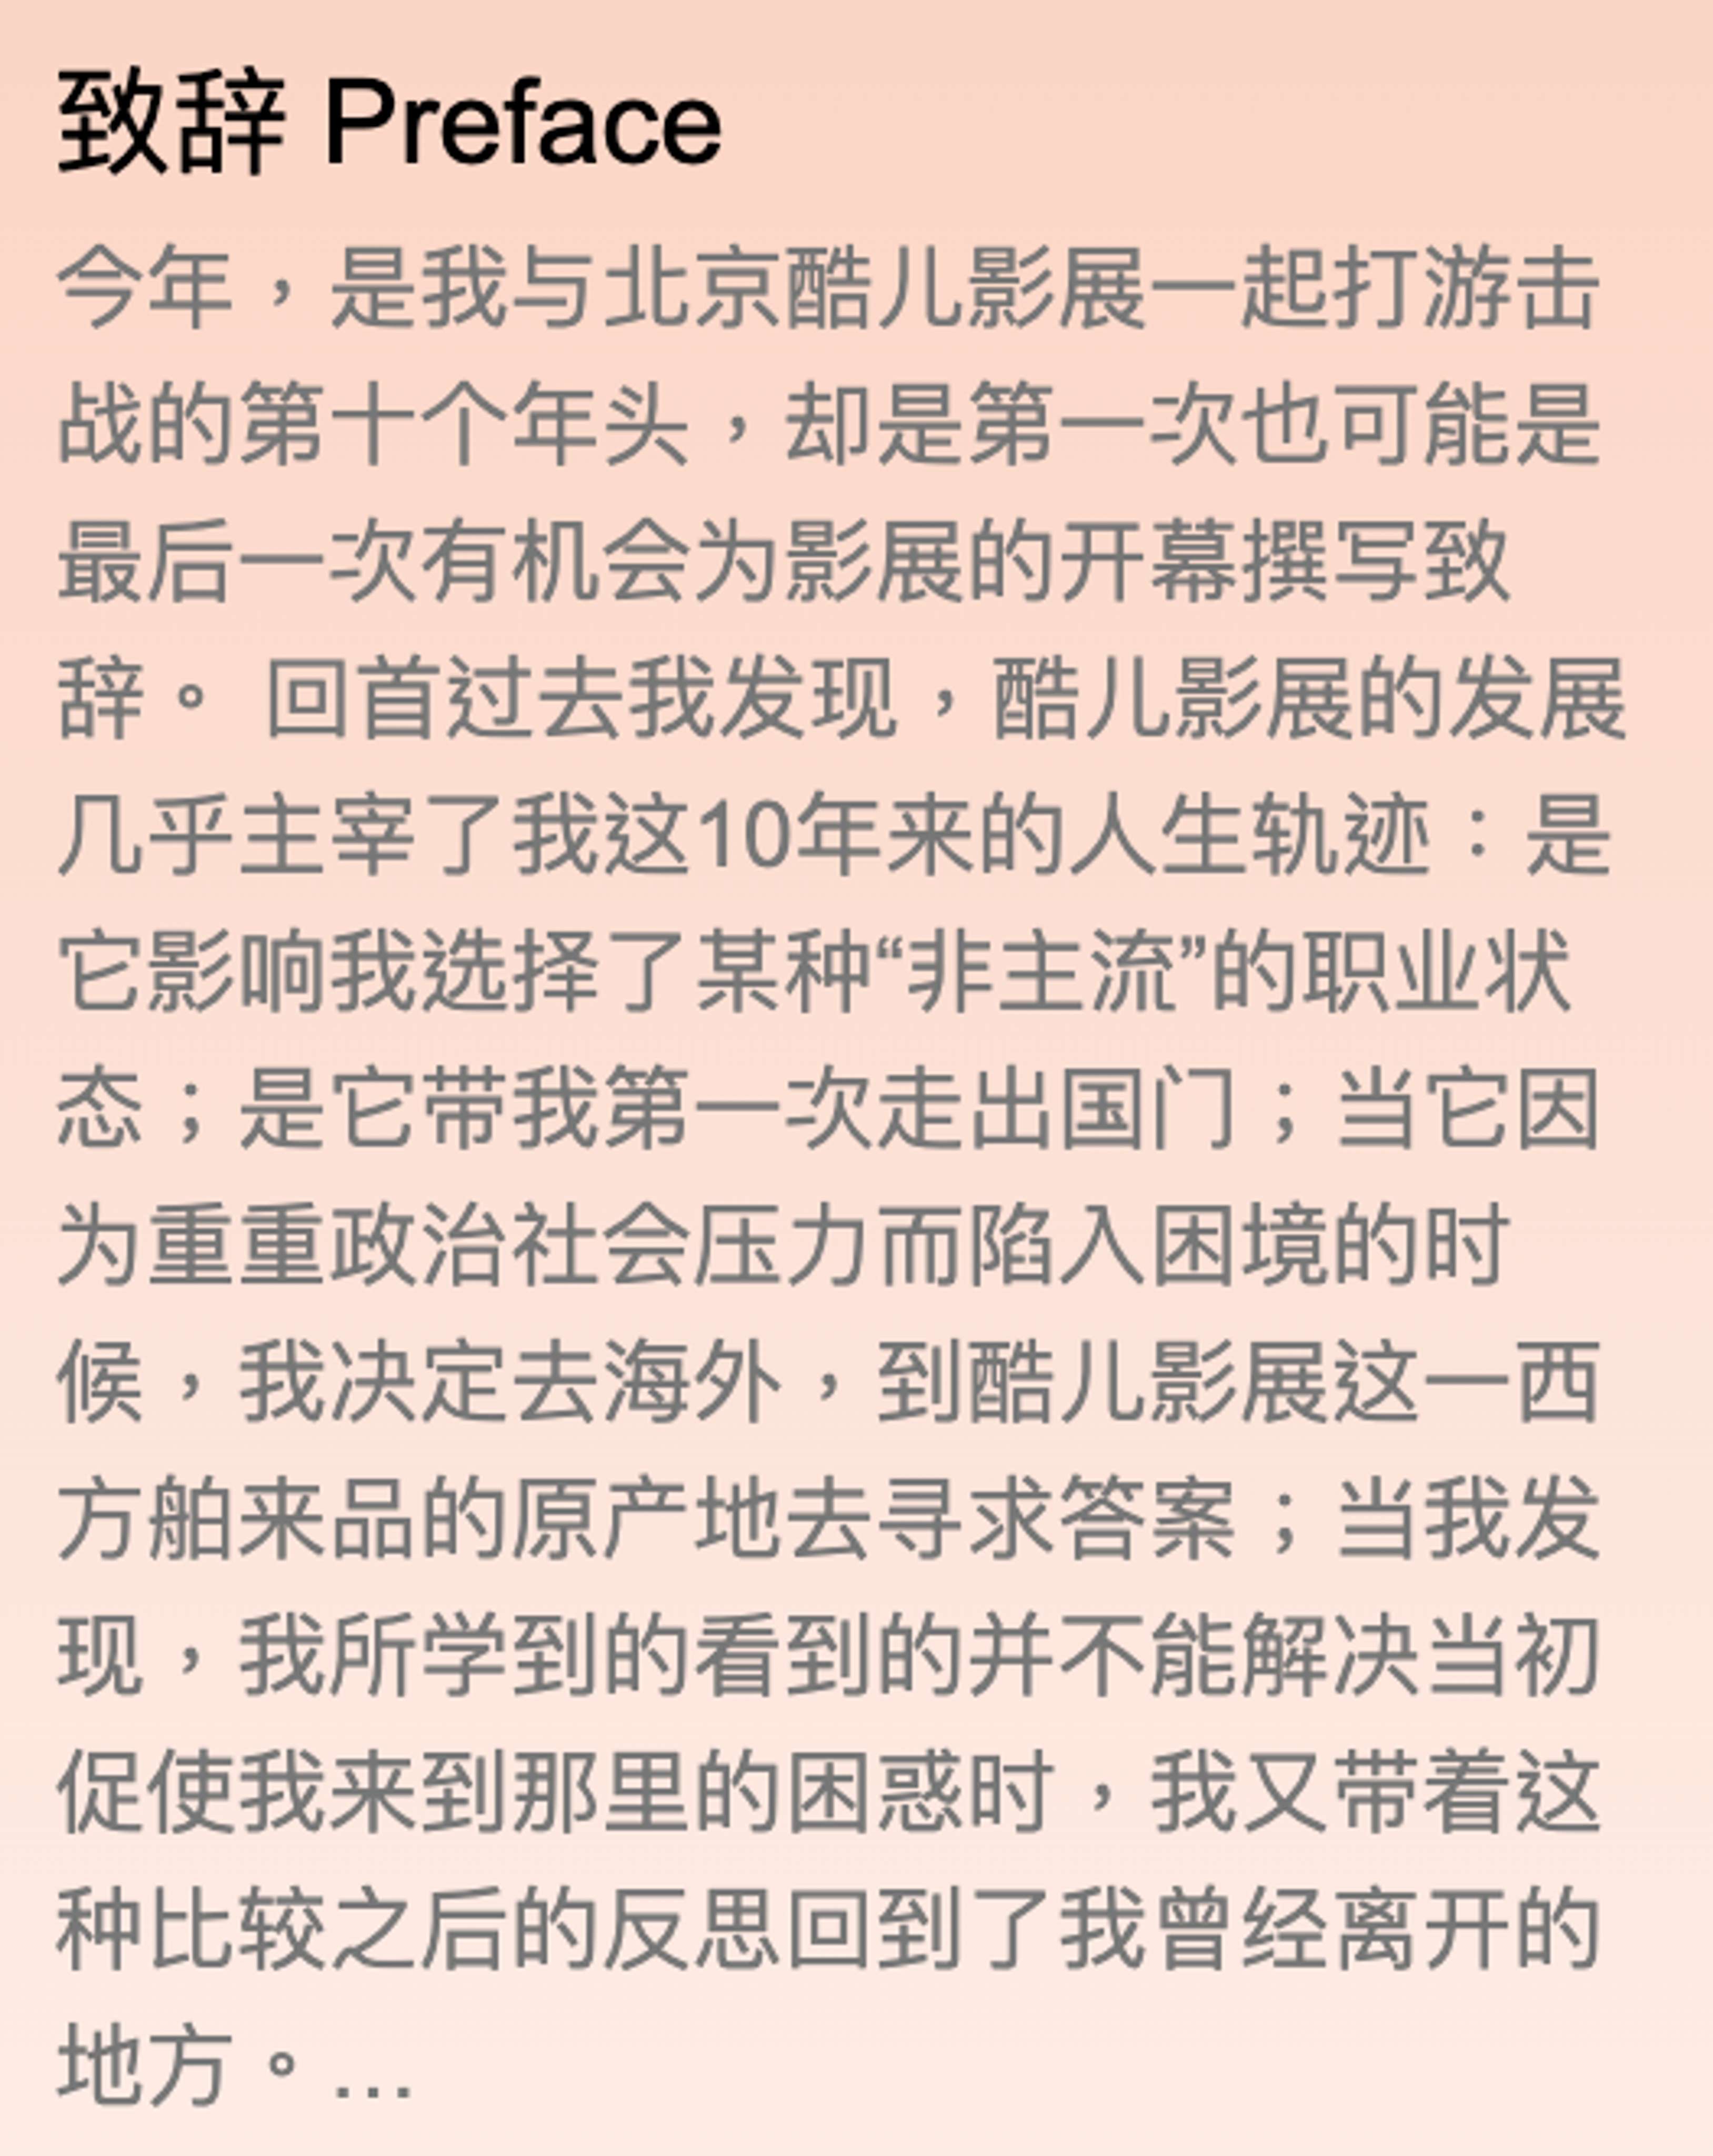 致辞 Preface
今年，是我与北京酷儿影展一起打游击
战的第十个年头，却是第一次也可能是
最后一次有机会为影展的开幕撰写致
辞。 回首过去我发现，酷儿影展的发展
几乎主宰了我这10年来的人生轨迹：是
它影响我选择了某种“非主流”的职业状
态；是它带我第一次走出国门；当它因
为重重政治社会压力而陷入困境的时
候，我决定去海外，到酷儿影展这一西
方舶来品的原产地去寻求答案；当我发
现，我所学到的看到的并不能解决当初
促使我来到那里的困惑时，我又带着这
种比较之后的反思回到了我曾经离开的
地方。...